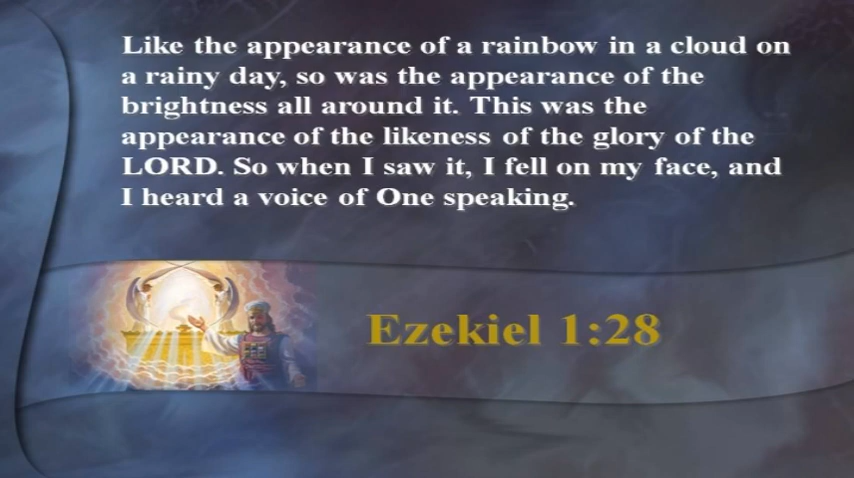 Like the appearance of a rainbow in a cloud on
a rainy day, so was the appearance of the
brightness all around it. This was the
appearance of the likeness of the glory of the
LORD. So when I saw it, I fell on my face, and
I heard a voice of One speaking.
Ezekiel 1:28